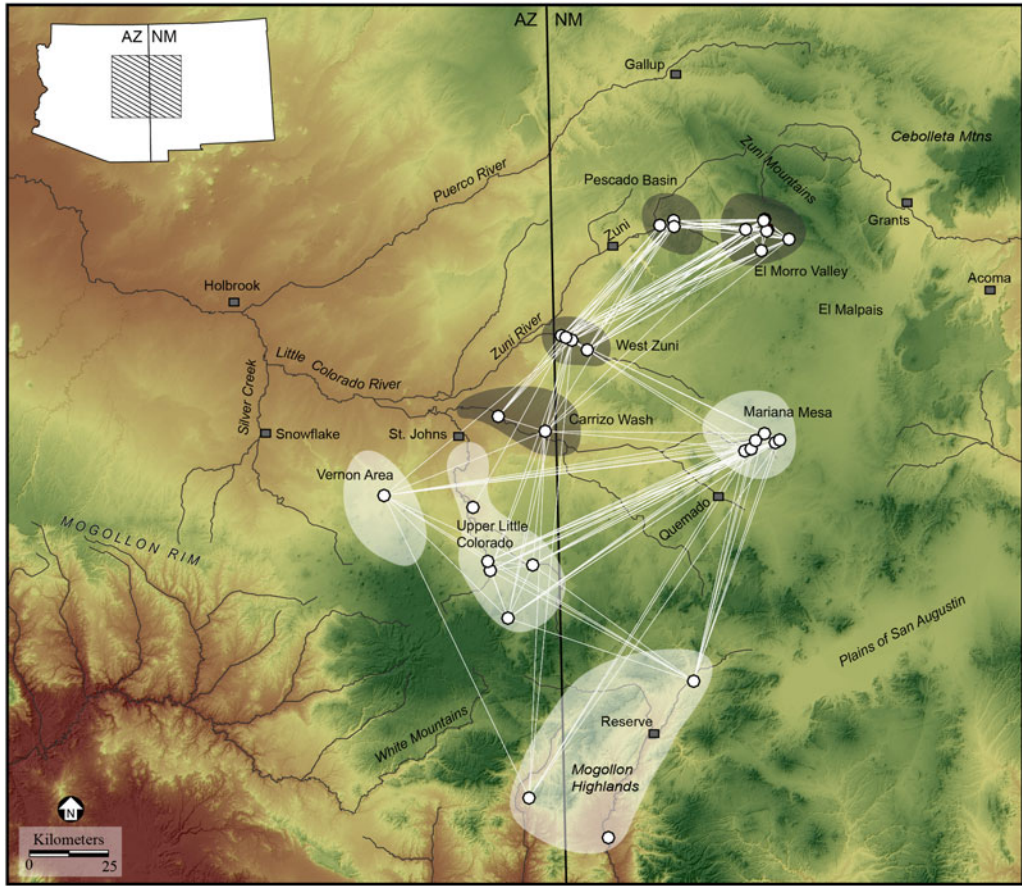 AZ NM
AZ NM
Gallup
Cebolleta Mtns
Zuni Mountains
Puerco River
Pescado Basin
Grants
Zuni
El Morro Valley
Acoma
Holbrook
El Malpais
Zuni River
West Zuni
Little Colorado River
Silver Creek
Mariana Mesa
Carrizo Wash
Snowflake
St. Johns
Vernon Area
Quemado
Upper Little
Colorado
MOGOLLON RIM
Plains of San Augustin
Reserve
White Mountains
Mogollon
Highlands
N
Kilometers
0 25